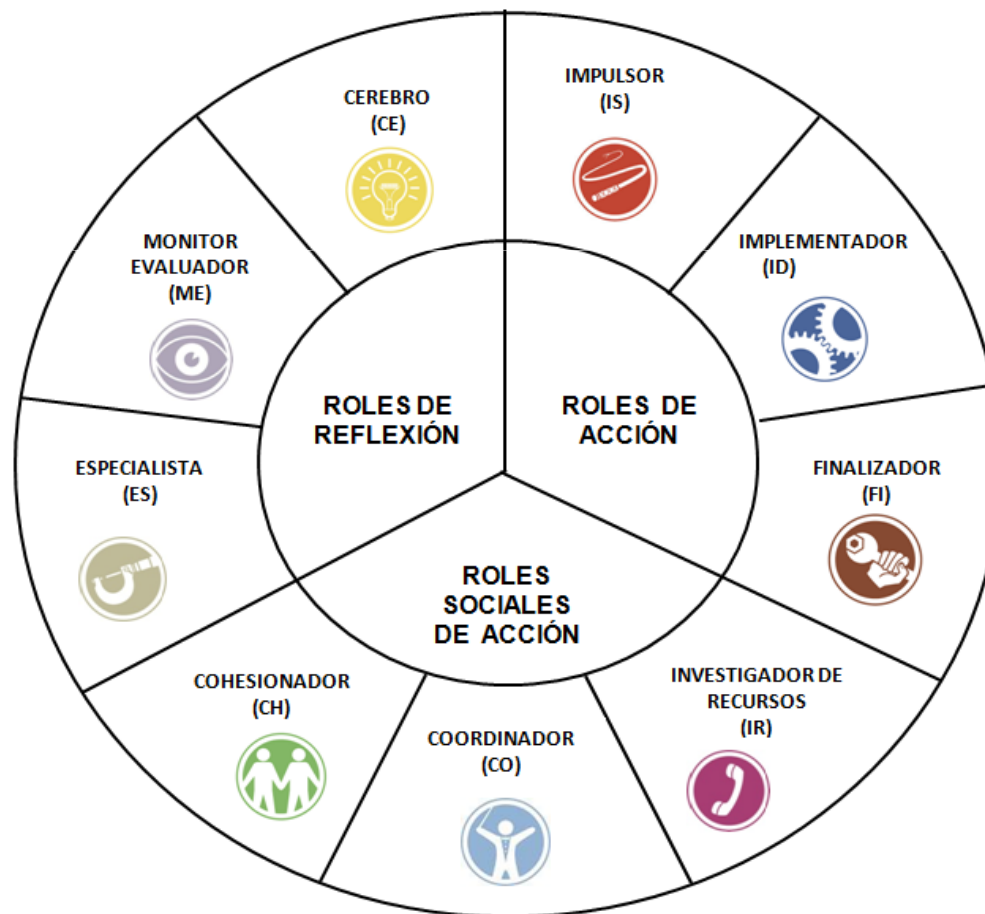 CEREBRO
(CE)
IMPULSOR
(IS)
MONITOR
EVALUADOR
(ME)
IMPLEMENTADOR
(ID)
ROLES DE
REFLEXIÓN
ROLES DE
ACCIÓN
ESPECIALISTA
(ES)
FINALIZADOR
(FI)
ROLES
SOCIALES
DE ACCIÓN
COHESIONADOR
(CH)
COORDINADOR
(CO)
INVESTIGADOR DE
RECURSOS
(IR)